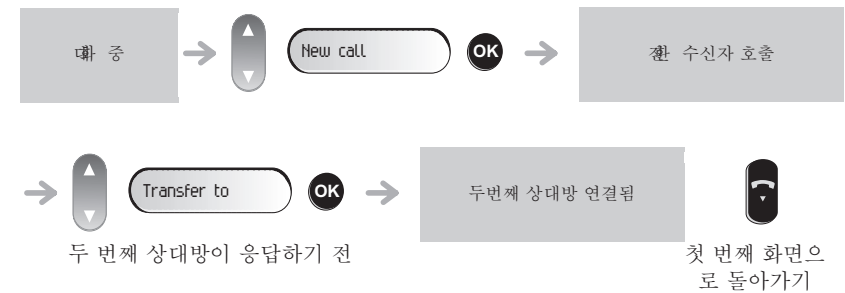 대화 중
New call
OK
전환 수신자 호출
Transfer to
OK
두번째 상대방 연결됨
두 번째 상대방이 응답하기 전
첫 번째 화면으
로 돌아가기